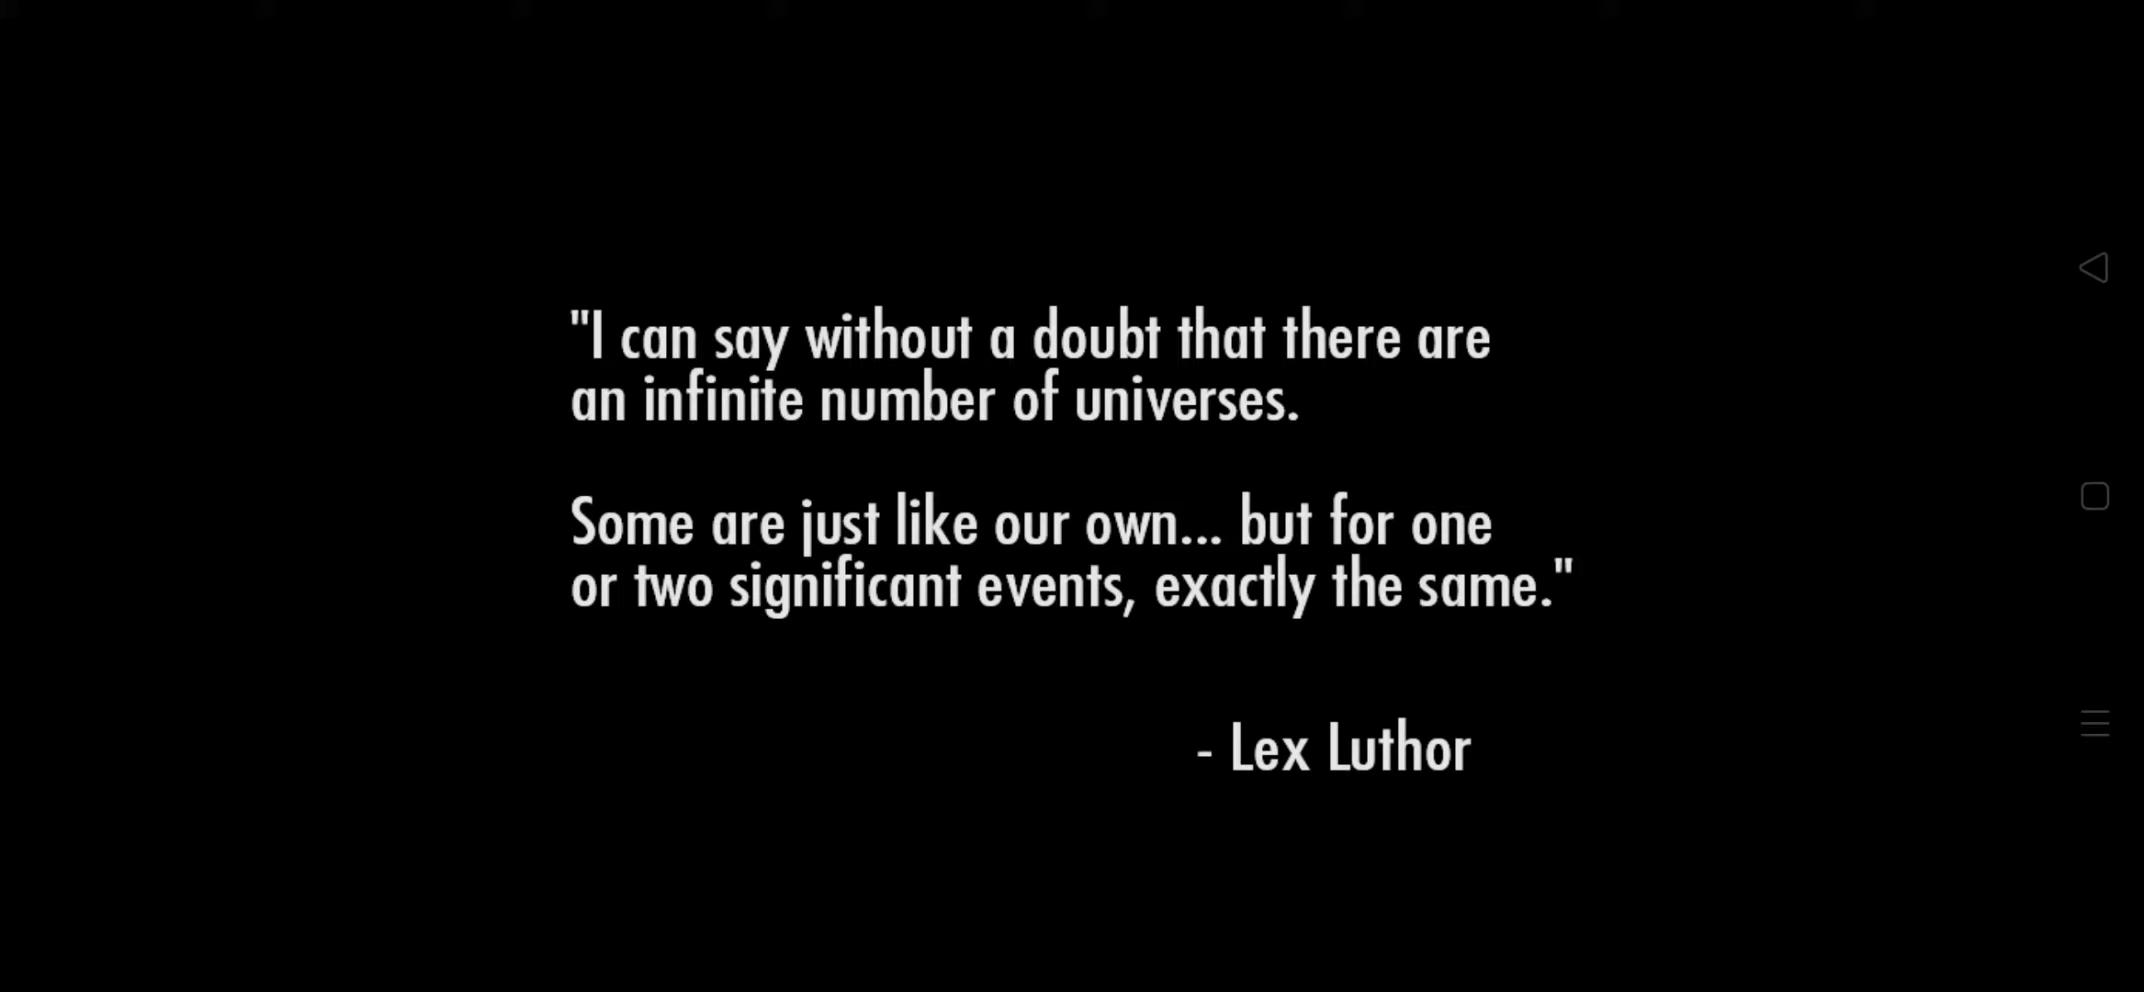 "I can say without a doubt that there are
an infinite number of universes.
Some are just like our own... but for one
or two significant events, exactly the same."
- Lex Luthor